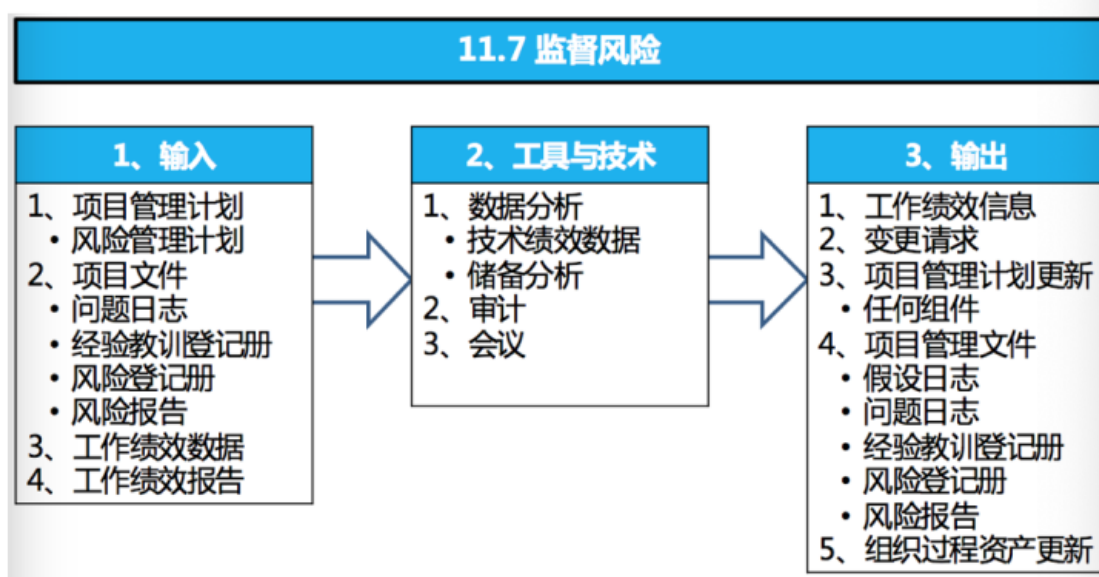 11.7 监督风险
1、输入
1、项目管理计划
• 风险管理计划
2、项目文件
• 问题日志
• 经验教训登记册
• 风险登记册
• 风险报告
3、工作绩效数据
4、工作绩效报告
2、工具与技术
1、数据分析
• 技术绩效数据
• 储备分析
2、审计
3、会议
3、输出
1、工作绩效信息
2、变更请求
3、项目管理计划更新
• 任何组件
4、项目管理文件
• 假设日志
• 问题日志
• 经验教训登记册
• 风险登记册
• 风险报告
5、组织过程资产更新